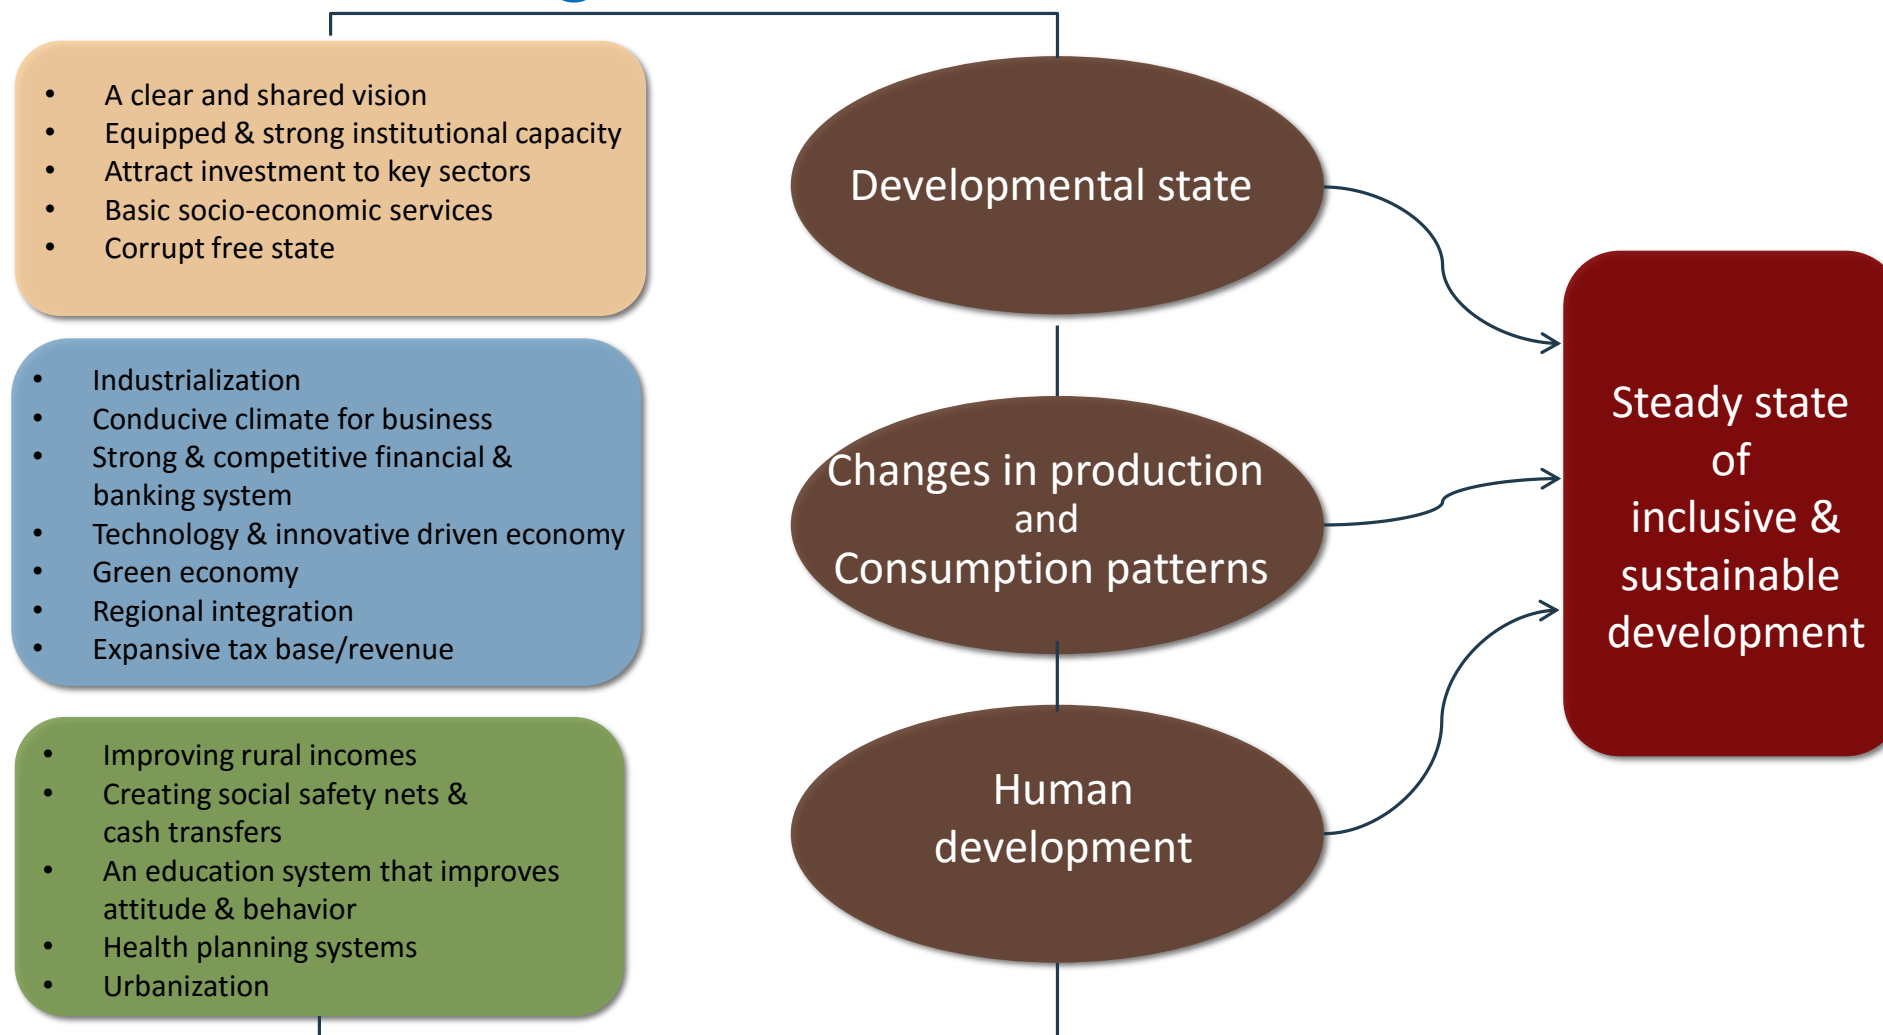 • A clear and shared vision
• Equipped & strong institutional capacity
• Attract investment to key sectors
• Basic socio-economic services
• Corrupt free state
• Industrialization
• Conducive climate for business
• Strong & competitive financial &
banking system
• Technology & innovative driven economy
• Green economy
• Regional integration
• Expansive tax base/revenue
• Improving rural incomes
• Creating social safety nets &
cash transfers
• An education system that improves
attitude & behavior
• Health planning systems
• Urbanization
Developmental state
Changes in production
and
Consumption patterns
Human
development
Steady state
of
inclusive &
sustainable
development